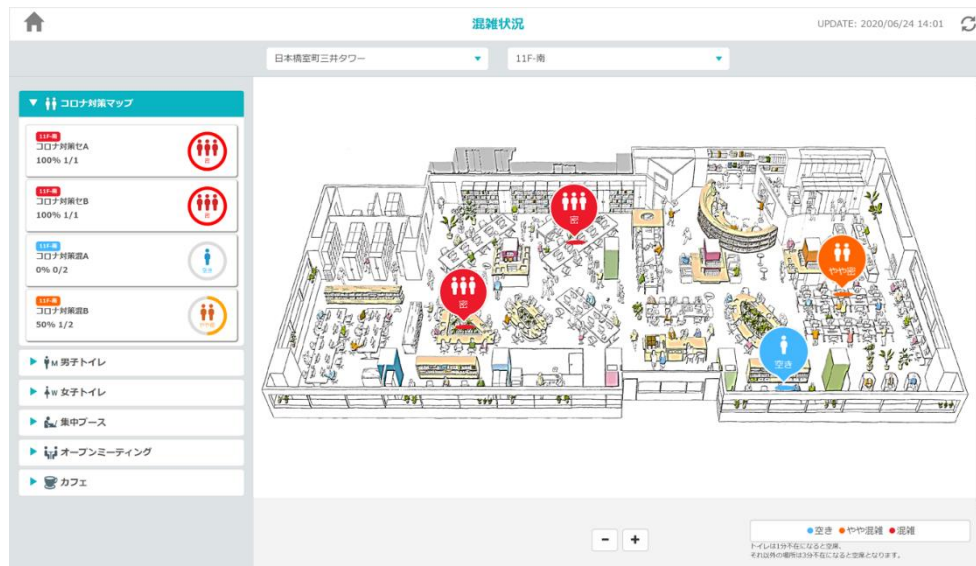 混雑状況
UPDATE: 2020/06/24 14:01
日本橋室町三井タワー
11F-南
コロナ対策マップ
11F-南
コロナ対策セA
100% 1/1
密
11F-南
コロナ対策セB
100% 1/1
密
11F-南
コロナ対策混A
0% 0/2
空き
11F-南
コロナ対策混B
50% 1/2
やや密
M 男子トイレ
W 女子トイレ
集中ブース
オープンミーティング
カフェ
密
密
やや密
空き
- +
空き やや混雑 混雑
トイレは1分不在になると空席、
それ以外の場所は3分不在になると空席となります。